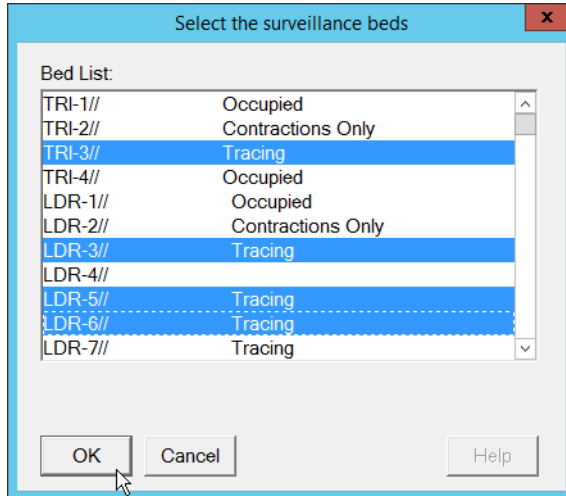 Select the surveillance beds
x
Bed List:
TRI-1// Occupied
TRI-2// Contractions Only
TRI-3// Tracing
TRI-4// Occupied
LDR-1// Occupied
LDR-2// Contractions Only
LDR-3// Tracing
LDR-4//
LDR-5// Tracing
LDR-6// Tracing
LDR-7// Tracing
OK Cancel Help